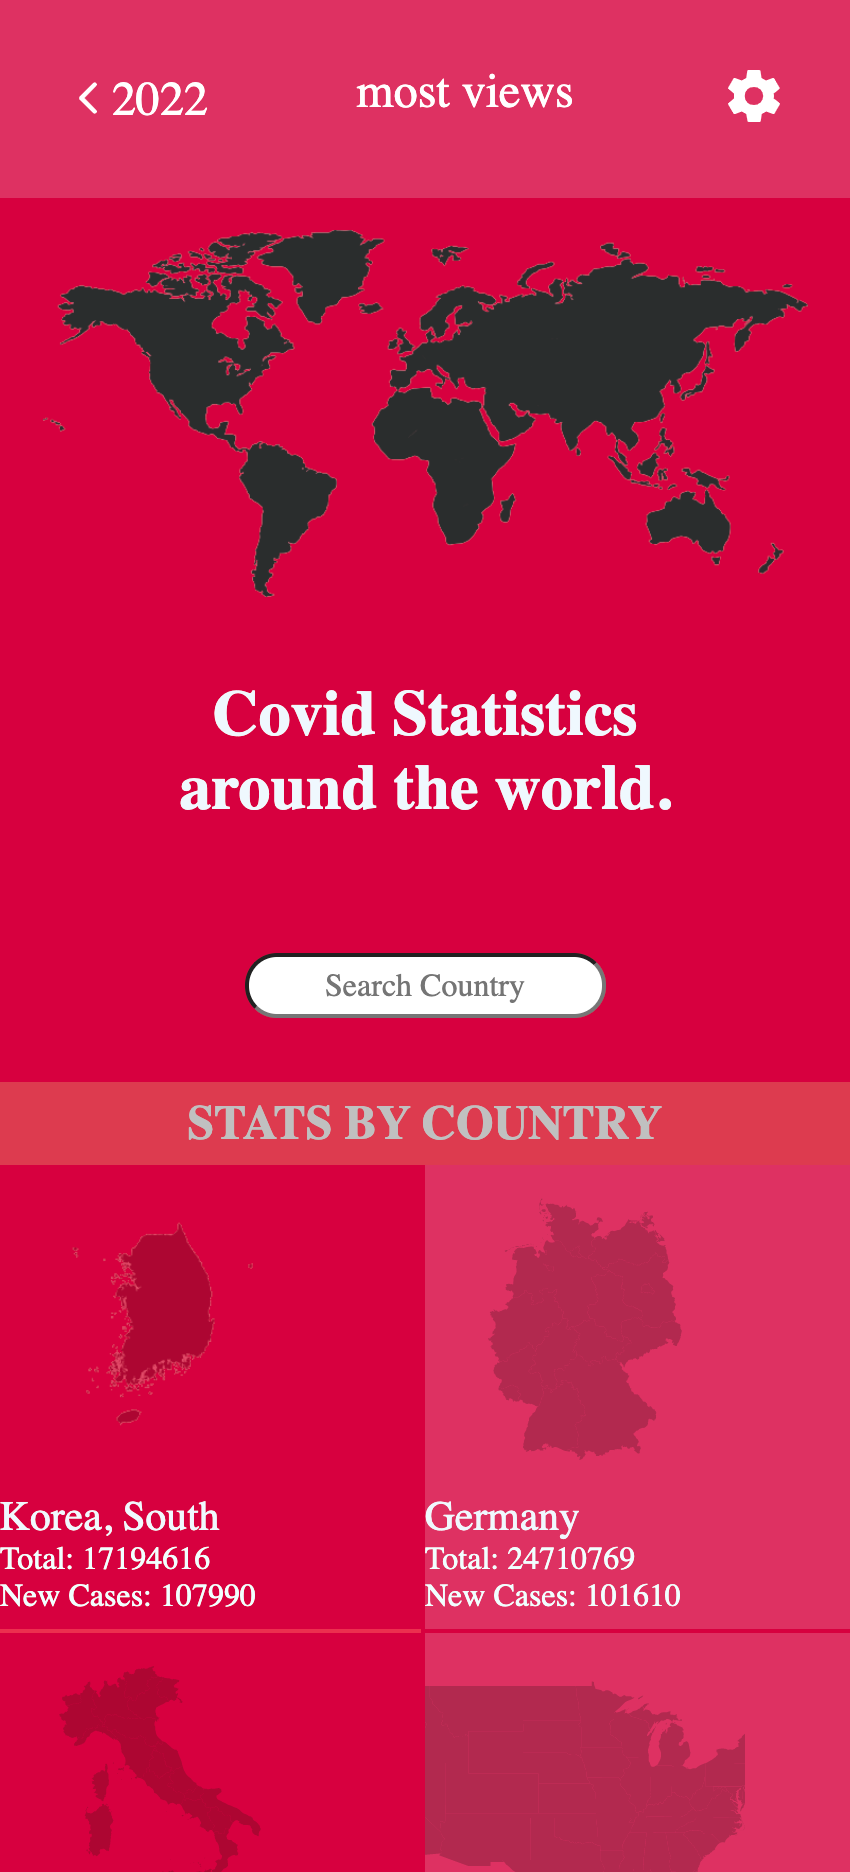 2022
most views
Covid Statistics
around the world.
Search Country
STATS BY COUNTRY
Korea, South
Total: 17194616
New Cases: 107990
Germany
Total: 24710769
New Cases: 101610